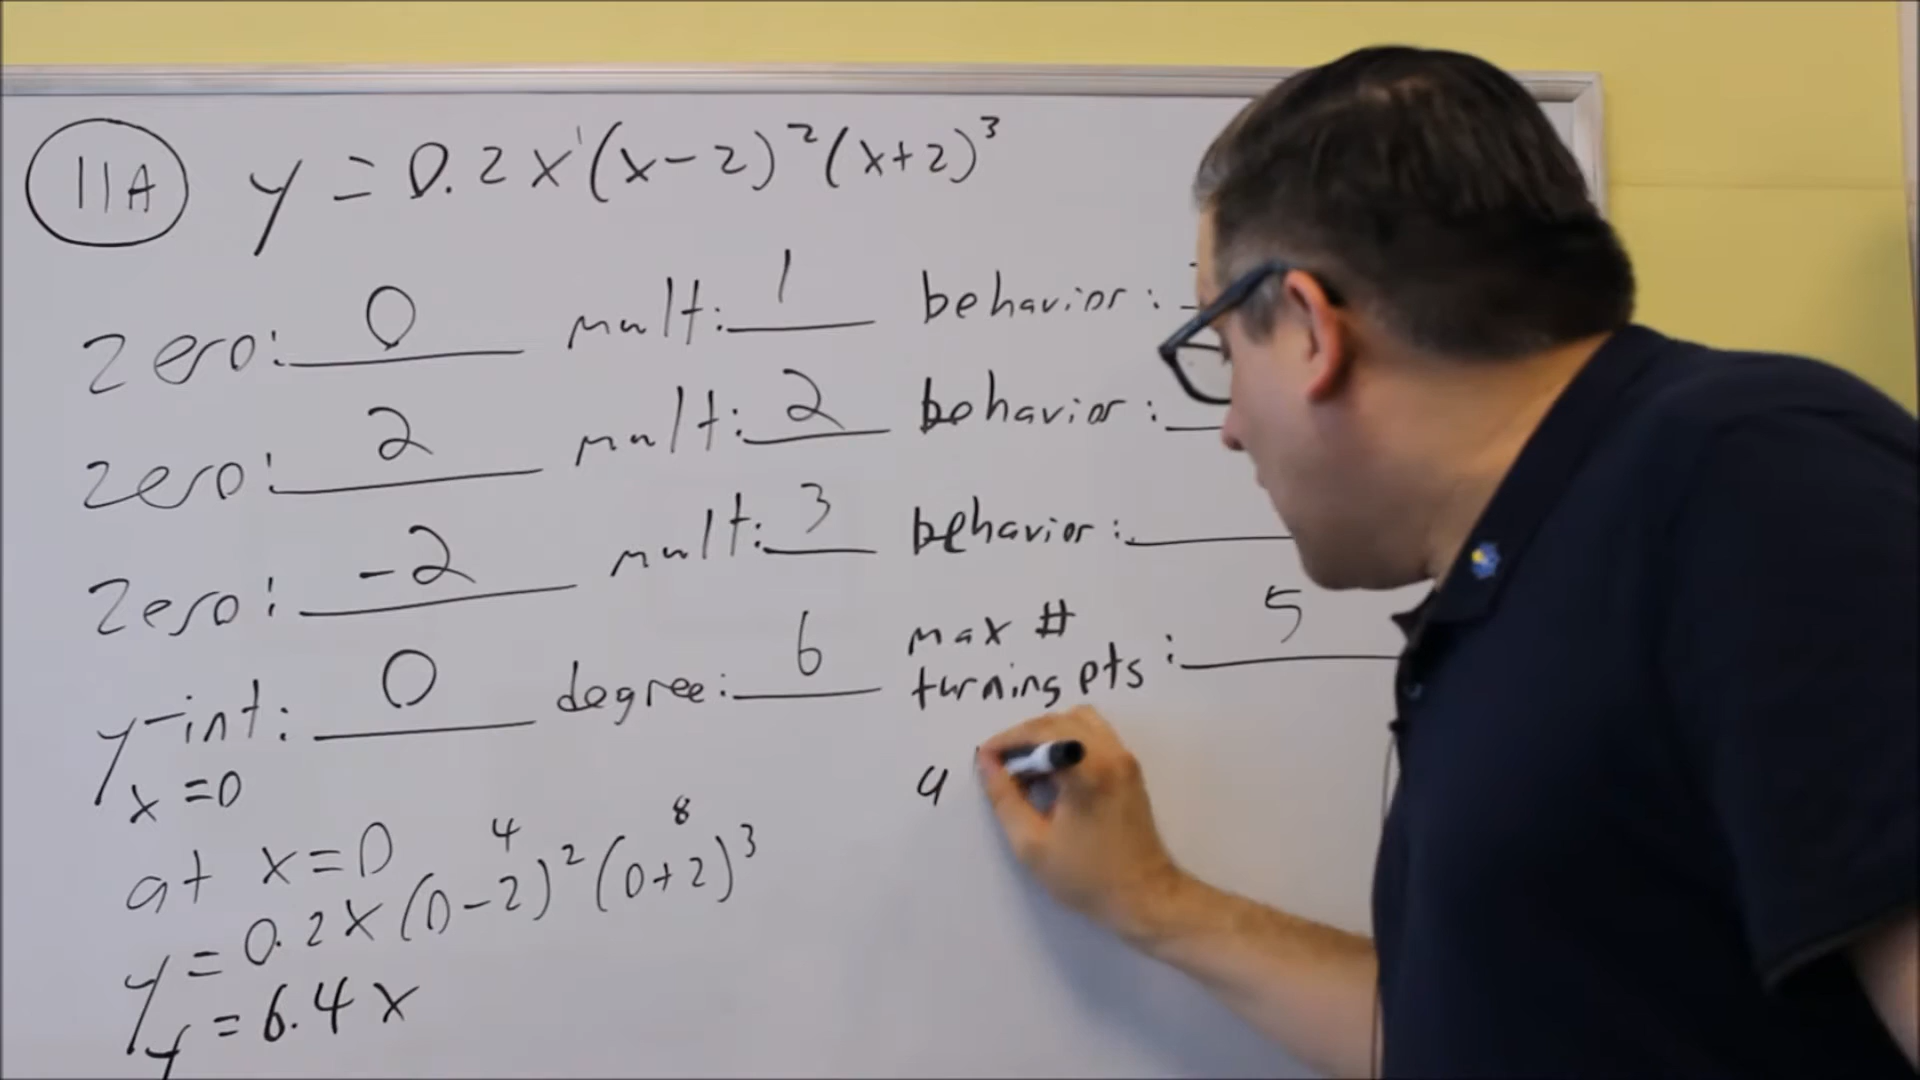 11A y = 0.2x¹(x-2)²(x+2)³
zero: 0 mult: 1 behavior:
zero: 2 mult: 2 behavior:
zero: -2 mult: 3 behavior:
y-int: 0 degree: 6 max # turning pts: 5
x=0
at x=0
4 8
y = 0.2x(0-2)²(0+2)³
y = 6.4x